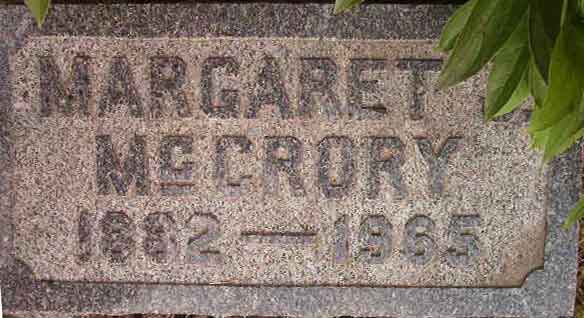 MARGARET
McCRORY
1882 — 1965